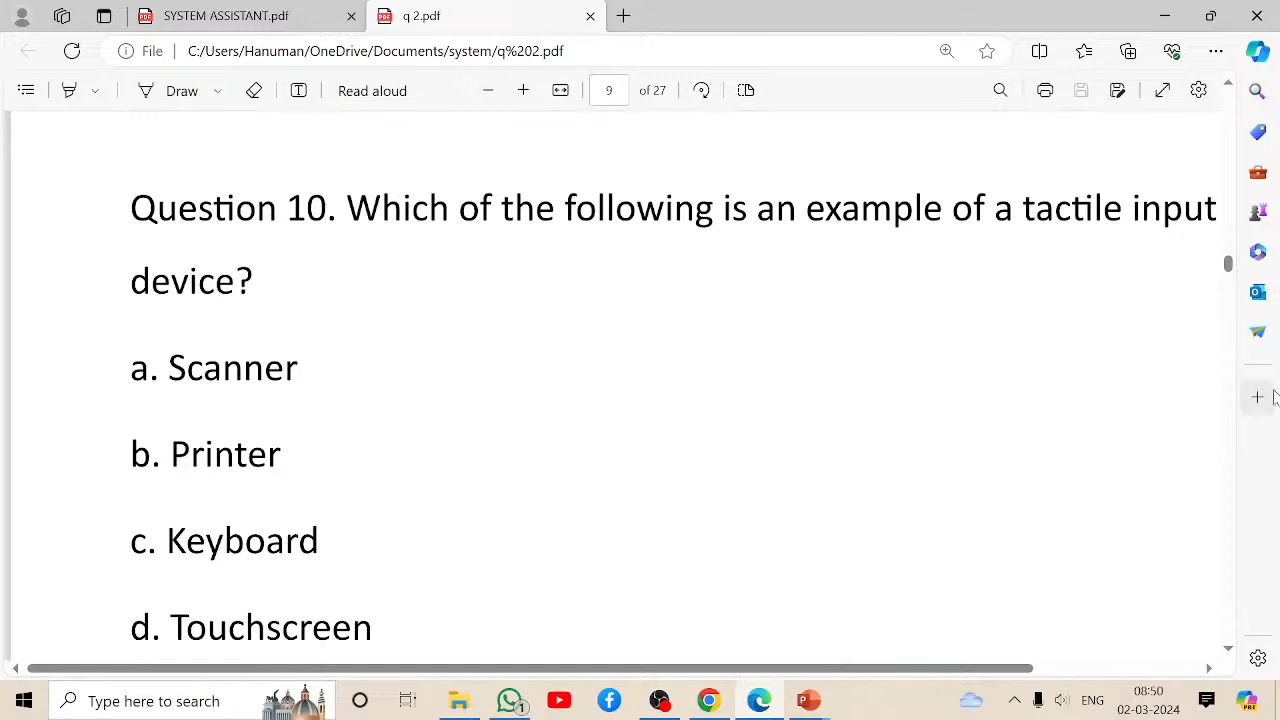 SYSTEM ASSISTANT.pdf
q 2.pdf
File
C:/Users/Hanuman/OneDrive/Documents/system/q%202.pdf
Draw
Read aloud
9
of 27
Question 10. Which of the following is an example of a tactile input
device?
a. Scanner
b. Printer
c. Keyboard
d. Touchscreen
Type here to search
1
ENG
08:50
02-03-2024